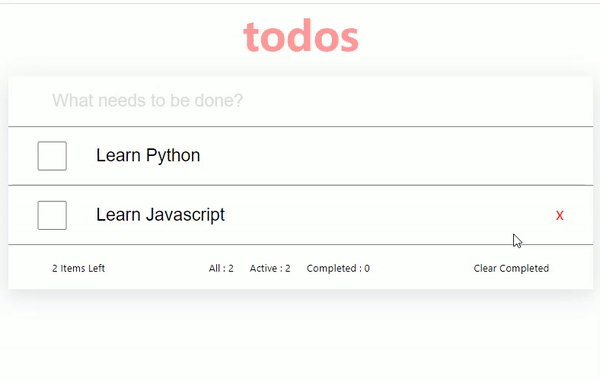 todos
What needs to be done?
Learn Python
Learn Javascript X
2 Items Left All : 2 Active : 2 Completed : 0 Clear Completed